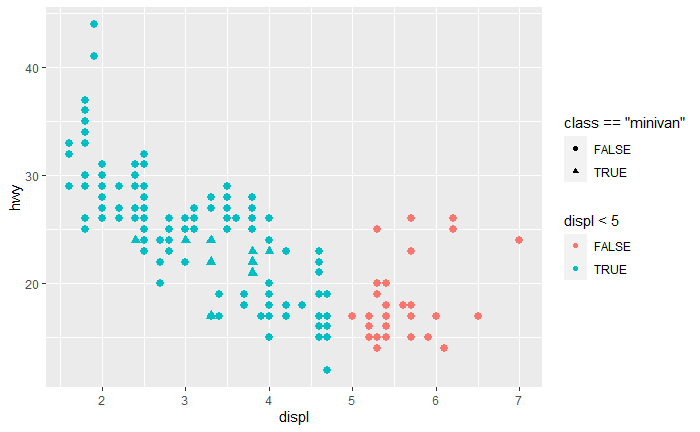 40
30
20
hwy
2 3 4 5 6 7
displ
class == "minivan"
FALSE
TRUE
displ < 5
FALSE
TRUE